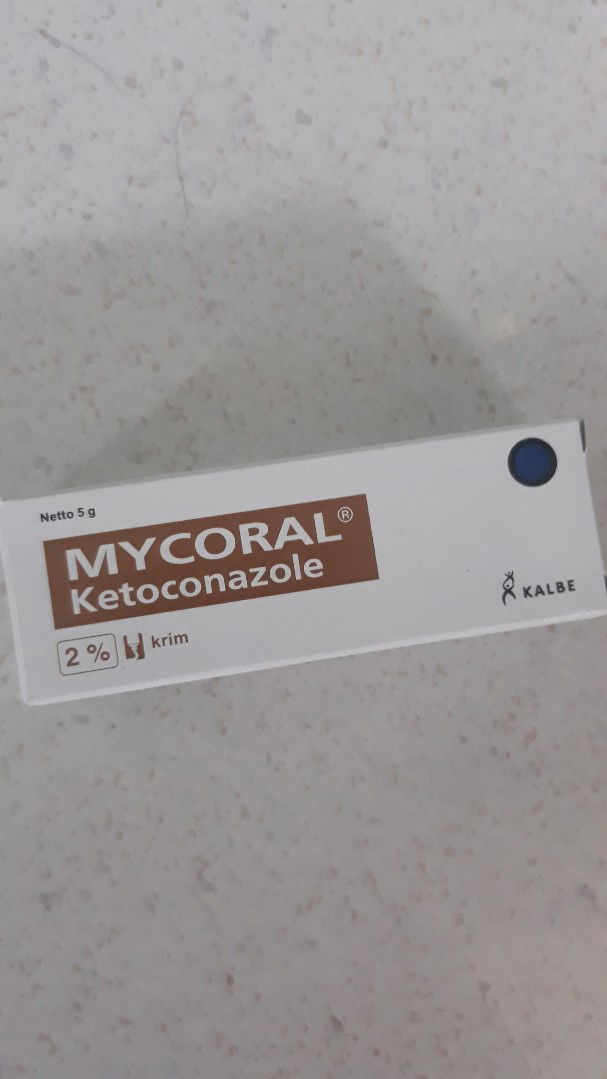 Netto 5 g
MYCORAL®
Ketoconazole
2 % krim
KALBE